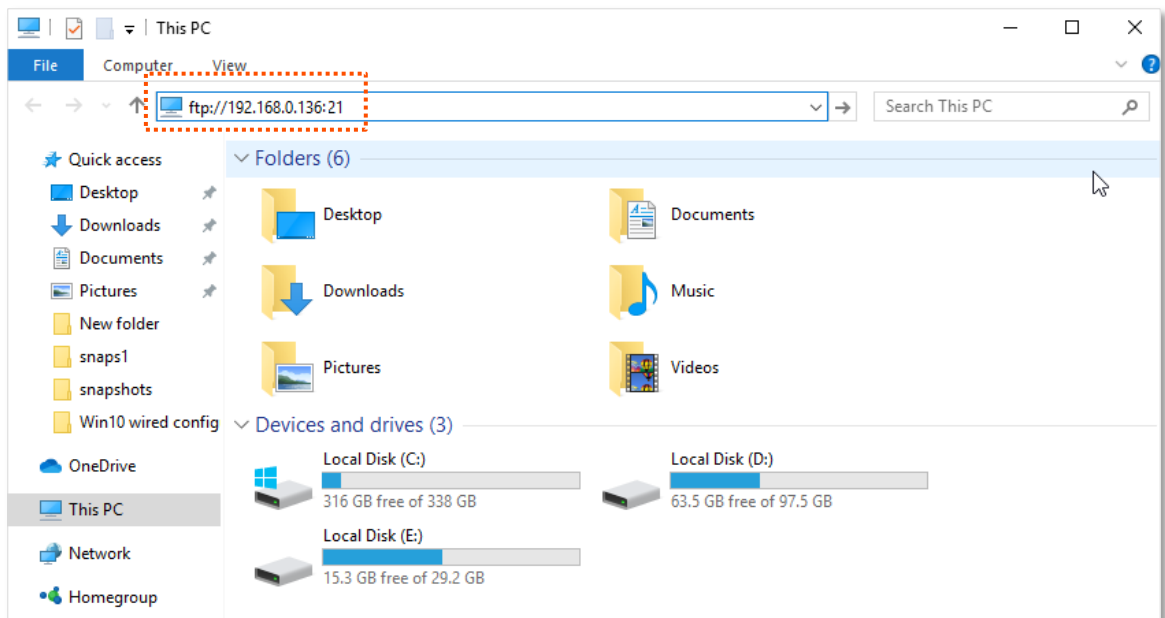 This PC
File Computer View
ftp://192.168.0.136:21 Search This PC
Quick access
Desktop
Downloads
Documents
Pictures
New folder
snaps1
snapshots
Win10 wired config
OneDrive
This PC
Network
Homegroup
Folders (6)
Desktop Documents
Downloads Music
Pictures Videos
Devices and drives (3)
Local Disk (C:) Local Disk (D:)
316 GB free of 338 GB 63.5 GB free of 97.5 GB
Local Disk (E:)
15.3 GB free of 29.2 GB